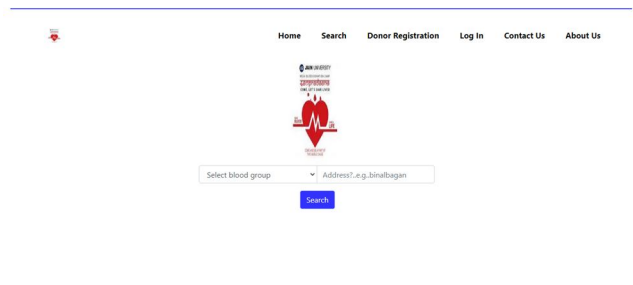 Home Search Donor Registration Log In Contact Us About Us
JAIN UNIVERSITY
Select blood group
Address?..e.g..binalbagan
Search